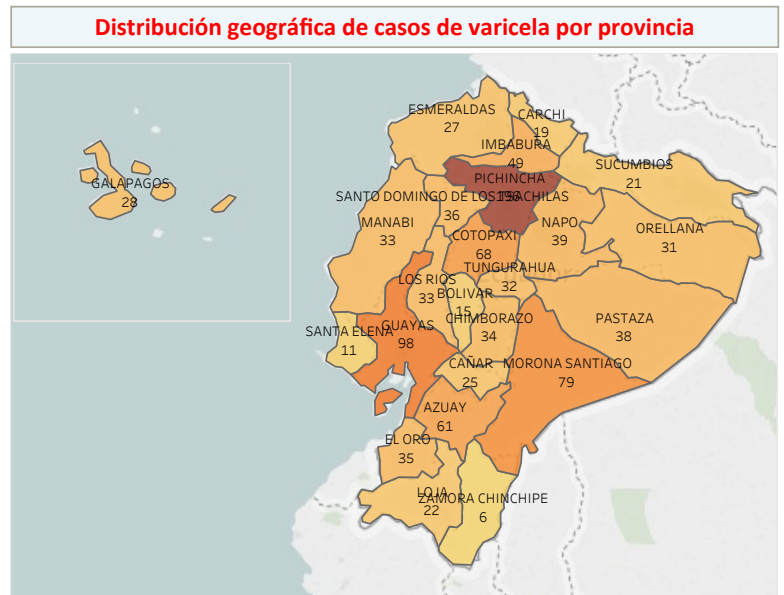 Distribución geográfica de casos de varicela por provincia
ESMERALDAS
27
CARCHI
19
IMBABURA
49
SUCUMBIOS
21
PICHINCHA
GALAPAGOS
28
SANTO DOMINGO DE LOS TSACHILAS
36
MANABI
33
NAPO
39
ORELLANA
31
COTOPAXI
68
TUNGURAHUA
32
LOS RIOS
33
BOLIVAR
15
CHIMBORAZO
34
PASTAZA
38
GUAYAS
98
SANTA ELENA
11
CAÑAR
25
MORONA SANTIAGO
79
AZUAY
61
EL ORO
35
LOJA
22
ZAMORA CHINCHIPE
6